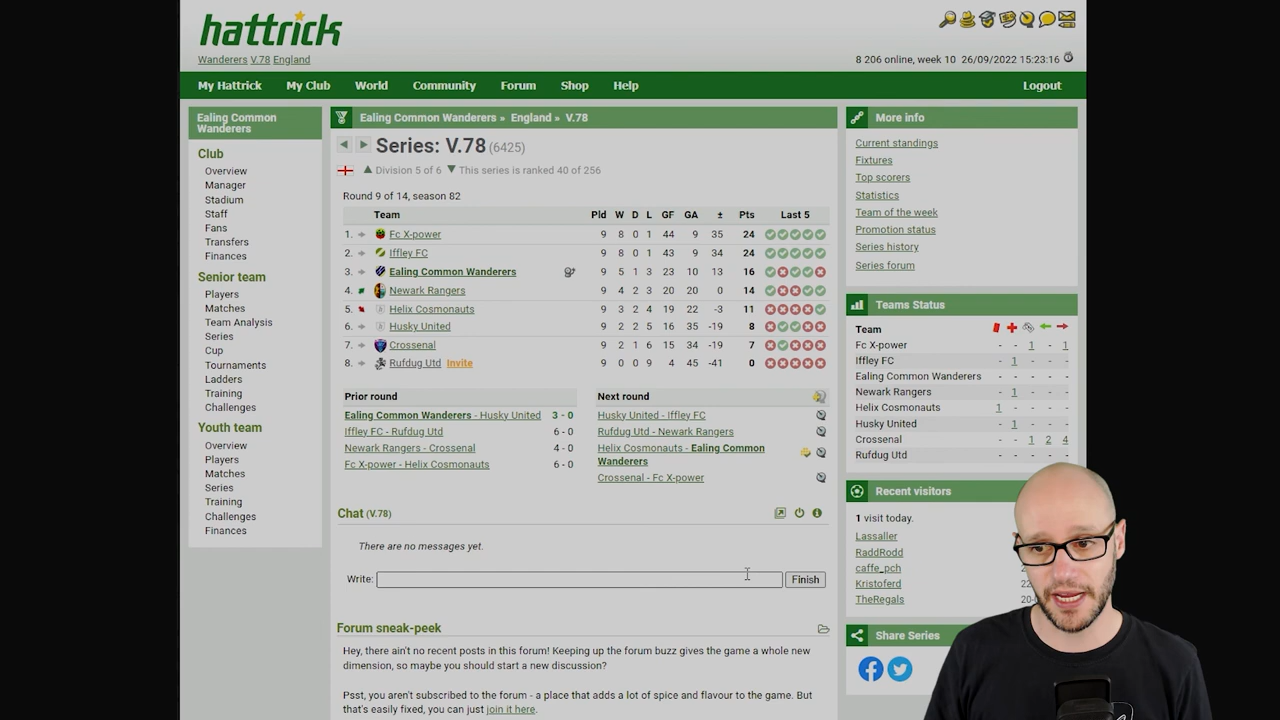 hattrick
Wanderers V.78 England
8 206 online, week 10 26/09/2022 15:23:16
My Hattrick My Club World Community Forum Shop Help Logout
Ealing Common
Wanderers
Club
Overview
Manager
Stadium
Staff
Fans
Transfers
Finances
Senior team
Players
Matches
Team Analysis
Series
Cup
Tournaments
Ladders
Training
Challenges
Youth team
Overview
Players
Matches
Series
Training
Challenges
Finances
Ealing Common Wanderers » England » V.78
Series: V.78 (6425)
Division 5 of 6 This series is ranked 40 of 256
Round 9 of 14, season 82
Team Pld W D L GF GA ± Pts Last 5
1. Fc X-power 9 8 0 1 44 9 35 24
2. Iffley FC 9 8 0 1 43 9 34 24
3. Ealing Common Wanderers 9 5 1 3 23 10 13 16
4. Newark Rangers 9 4 2 3 20 20 0 14
5. Helix Cosmonauts 9 3 2 4 19 22 -3 11
6. Husky United 9 2 2 5 16 35 -19 8
7. Crossenal 9 2 1 6 15 34 -19 7
8. Rufdug Utd Invite 9 0 0 9 4 45 -41 0
Prior round
Ealing Common Wanderers - Husky United 3 - 0
Iffley FC - Rufdug Utd 6 - 0
Newark Rangers - Crossenal 4 - 0
Fc X-power - Helix Cosmonauts 6 - 0
Next round
Husky United - Iffley FC
Rufdug Utd - Newark Rangers
Helix Cosmonauts - Ealing Common
Wanderers
Crossenal - Fc X-power
Chat (V.78)
There are no messages yet.
Write: Finish
Forum sneak-peek
Hey, there ain't no recent posts in this forum! Keeping up the forum buzz gives the game a whole new
dimension, so maybe you should start a new discussion?
Psst, you aren't subscribed to the forum - a place that adds a lot of spice and flavour to the game. But
that's easily fixed, you can just join it here.
More info
Current standings
Fixtures
Top scorers
Statistics
Team of the week
Promotion status
Series history
Series forum
Teams Status
Team
Fc X-power - - 1 - 1
Iffley FC - 1 - - -
Ealing Common Wanderers - - - - -
Newark Rangers - 1 - - -
Helix Cosmonauts 1 - - - -
Husky United - 1 - - -
Crossenal - - 1 2 4
Rufdug Utd - - - - -
Recent visitors
1 visit today.
Lassaller
RaddRodd
caffe_pch
Kristoferd
TheRegals
Share Series